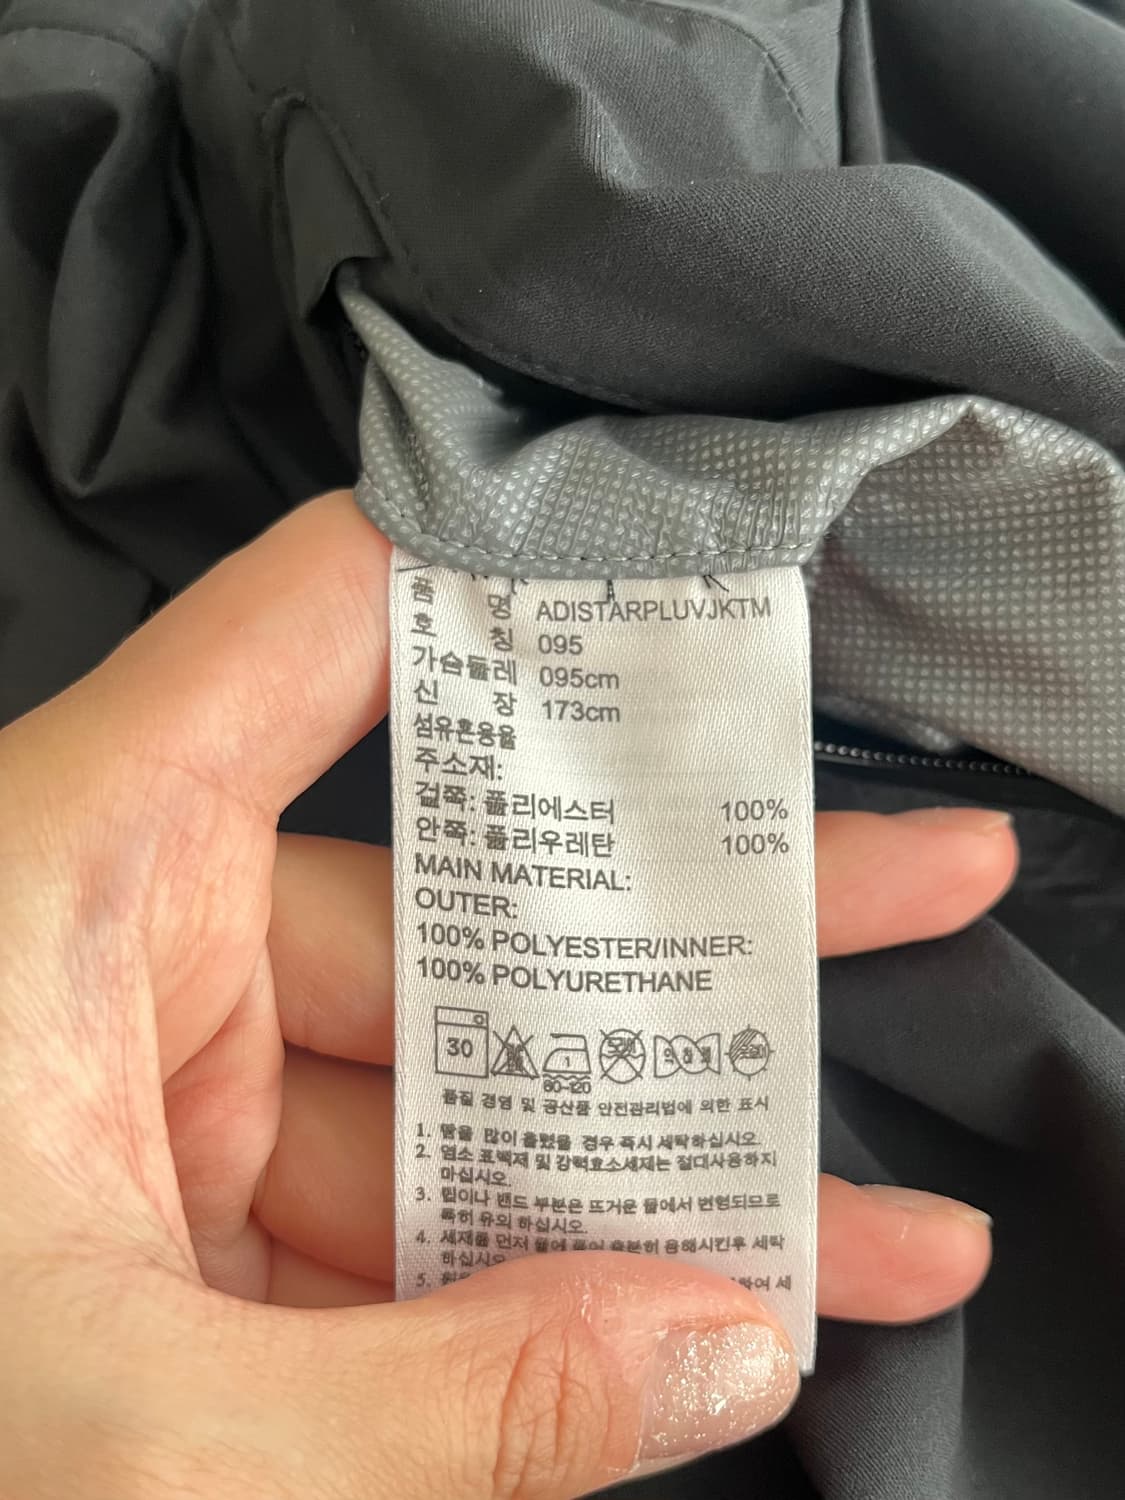 품 명 ADISTARPLUVJKTM
호 칭 095
가슴둘레 095cm
신 장 173cm
섬유혼용율
주소재:
겉쪽: 폴리에스터 100%
안쪽: 폴리우레탄 100%
MAIN MATERIAL:
OUTER:
100% POLYESTER/INNER:
100% POLYURETHANE
30
1
80-120
품질 경영 및 공산품 안전관리법에 의한 표시
1. 땀을 많이 흘렸을 경우 즉시 세탁하십시오.
2. 염소 표백제 및 강력효소세제는 절대사용하지
마십시오.
3. 립이나 밴드 부분은 뜨거운 물에서 변형되므로
특히 유의 하십시오.
4. 세제를 먼저 물에 풀어 충분히 용해시킨후 세탁
하십시오
5. 하여 세